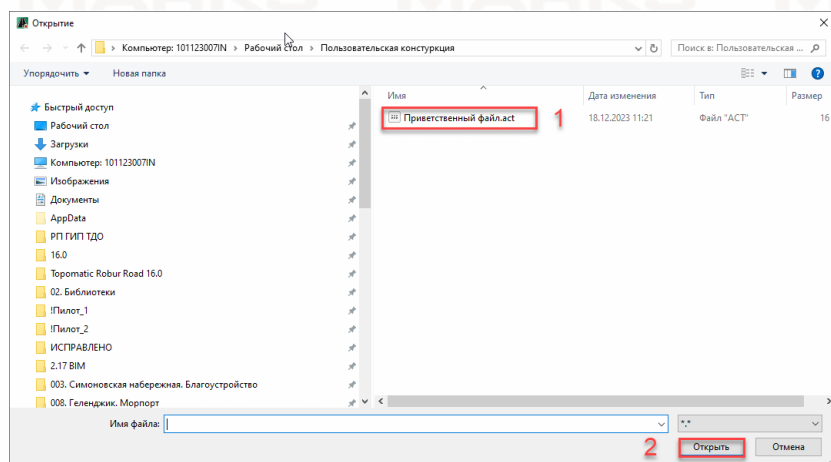 Открытие
Компьютер: 101123007IN › Рабочий стол › Пользовательская констуркция
Поиск в: Пользовательская ...
Упорядочить Новая папка
Имя Дата изменения Тип Размер
Приветственный файл.act 1 18.12.2023 11:21 Файл "ACT" 16
Быстрый доступ
Рабочий стол
Загрузки
Компьютер: 101123007IN
Изображения
Документы
AppData
РП ГИП ТДО
16.0
Topomatic Robur Road 16.0
02. Библиотеки
!Пилот_1
!Пилот_2
ИСПРАВЛЕНО
2.17 BIM
003. Симоновская набережная. Благоустройство
008. Геленджик. Морпорт
Имя файла: *.*
2 Открыть Отмена